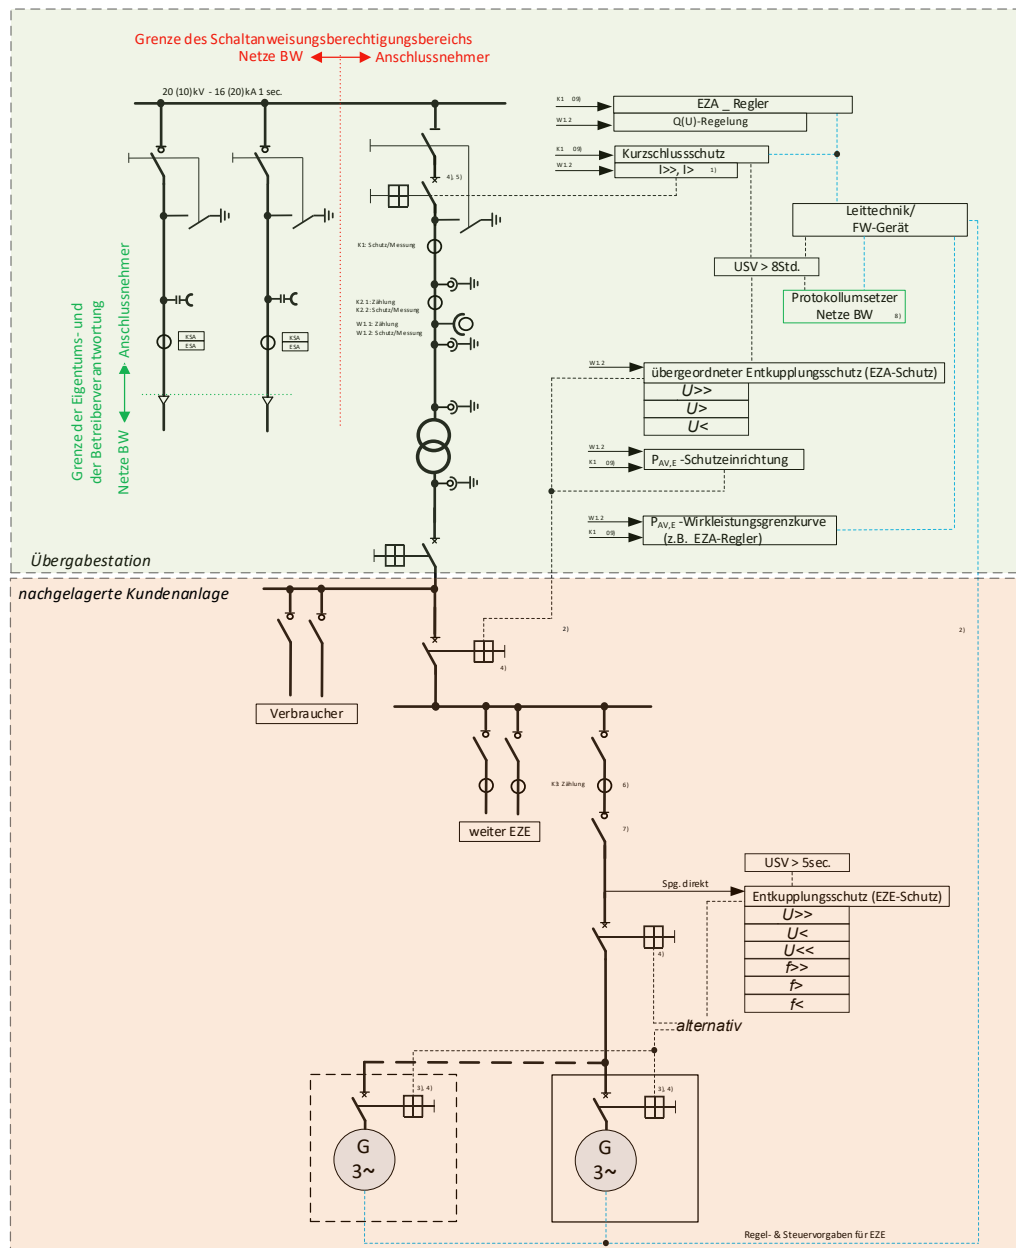 Grenze des Schaltanweisungsberechtigungsbereichs
Netze BW
Anschlussnehmer
20 (10)kV - 16 (20)kA 1 sec.
K1 09)
EZA _ Regler
W1.2
Q(U)-Regelung
K1 09)
Kurzschlussschutz
W1.2
I>>, I> 1)
4), 5)
Leittechnik/
FW-Gerät
K1: Schutz/Messung
USV > 8Std.
Protokollumsetzer
Netze BW 8)
K2.1: Zählung
K2.2: Schutz/Messung
W1.1: Zählung
W1.2: Schutz/Messung
KSA
ESA
KSA
ESA
Grenze der Eigentums- und
der Betreiberverantwortung
Netze BW
Anschlussnehmer
W1.2
übergeordneter Entkupplungsschutz (EZA-Schutz)
U>>
U>
U<
W1.2
K1 09)
PAV,E -Schutzeinrichtung
W1.2
K1 09)
PAV,E -Wirkleistungsgrenzkurve
(z.B. EZA-Regler)
Übergabestation
nachgelagerte Kundenanlage
2)
2)
4)
Verbraucher
K3 Zählung
6)
weiter EZE
7)
USV > 5sec.
Spg. direkt
Entkupplungsschutz (EZE-Schutz)
U>>
U<
U<<
f>>
f>
f<
4)
alternativ
3), 4)
3), 4)
G
3~
G
3~
Regel- & Steuervorgaben für EZE